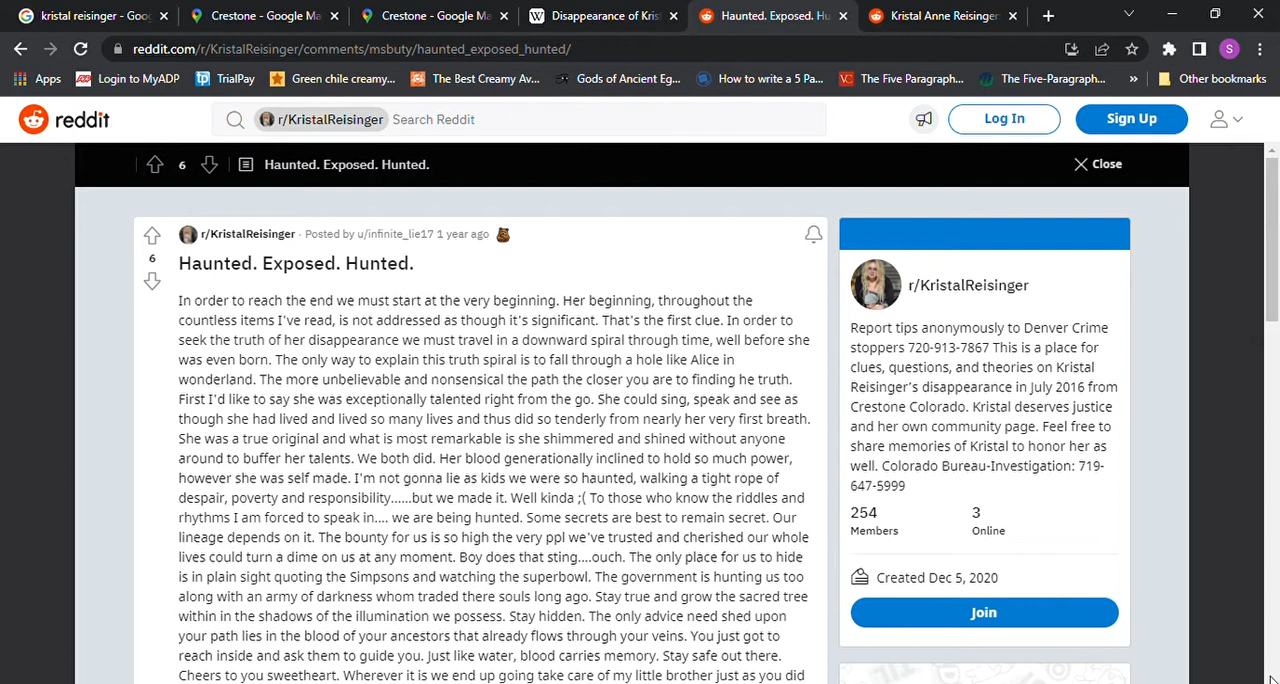 kristal reisinger - Goo
Crestone - Google Ma
Crestone - Google Ma
Disappearance of Kris
Haunted. Exposed. Hu
Kristal Anne Reisinger
reddit.com/r/KristalReisinger/comments/msbuty/haunted_exposed_hunted/
S
Apps
Login to MyADP
TrialPay
Green chile creamy...
The Best Creamy Av...
Gods of Ancient Eg...
How to write a 5 Pa...
The Five Paragraph...
The Five-Paragraph...
Other bookmarks
reddit
r/KristalReisinger
Search Reddit
Log In
Sign Up
6
Haunted. Exposed. Hunted.
Close
r/KristalReisinger · Posted by u/infinite_lie17 1 year ago
6
Haunted. Exposed. Hunted.
In order to reach the end we must start at the very beginning. Her beginning, throughout the
countless items I've read, is not addressed as though it's significant. That's the first clue. In order to
seek the truth of her disappearance we must travel in a downward spiral through time, well before she
was even born. The only way to explain this truth spiral is to fall through a hole like Alice in
wonderland. The more unbelievable and nonsensical the path the closer you are to finding he truth.
First I'd like to say she was exceptionally talented right from the go. She could sing, speak and see as
though she had lived and lived so many lives and thus did so tenderly from nearly her very first breath.
She was a true original and what is most remarkable is she shimmered and shined without anyone
around to buffer her talents. We both did. Her blood generationally inclined to hold so much power,
however she was self made. I'm not gonna lie as kids we were so haunted, walking a tight rope of
despair, poverty and responsibility......but we made it. Well kinda ;( To those who know the riddles and
rhythms I am forced to speak in.... we are being hunted. Some secrets are best to remain secret. Our
lineage depends on it. The bounty for us is so high the very ppl we've trusted and cherished our whole
lives could turn a dime on us at any moment. Boy does that sting....ouch. The only place for us to hide
is in plain sight quoting the Simpsons and watching the superbowl. The government is hunting us too
along with an army of darkness whom traded there souls long ago. Stay true and grow the sacred tree
within in the shadows of the illumination we possess. Stay hidden. The only advice need shed upon
your path lies in the blood of your ancestors that already flows through your veins. You just got to
reach inside and ask them to guide you. Just like water, blood carries memory. Stay safe out there.
Cheers to you sweetheart. Wherever it is we end up going take care of my little brother just as you did
r/KristalReisinger
Report tips anonymously to Denver Crime
stoppers 720-913-7867 This is a place for
clues, questions, and theories on Kristal
Reisinger's disappearance in July 2016 from
Crestone Colorado. Kristal deserves justice
and her own community page. Feel free to
share memories of Kristal to honor her as
well. Colorado Bureau-Investigation: 719-
647-5999
254
Members
3
Online
Created Dec 5, 2020
Join